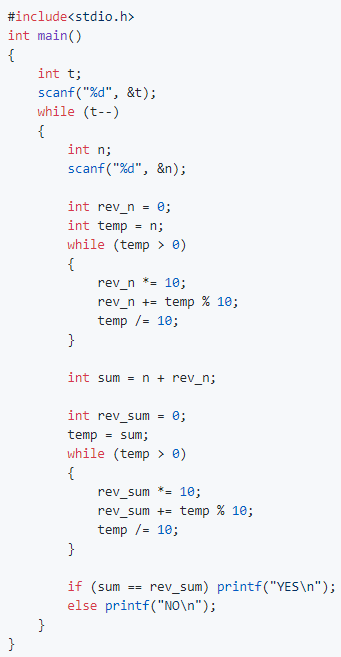 #include<stdio.h>
int main()
{
    int t;
    scanf("%d", &t);
    while (t--)
    {
        int n;
        scanf("%d", &n);

        int rev_n = 0;
        int temp = n;
        while (temp > 0)
        {
            rev_n *= 10;
            rev_n += temp % 10;
            temp /= 10;
        }

        int sum = n + rev_n;

        int rev_sum = 0;
        temp = sum;
        while (temp > 0)
        {
            rev_sum *= 10;
            rev_sum += temp % 10;
            temp /= 10;
        }

        if (sum == rev_sum) printf("YES\n");
        else printf("NO\n");
    }
}